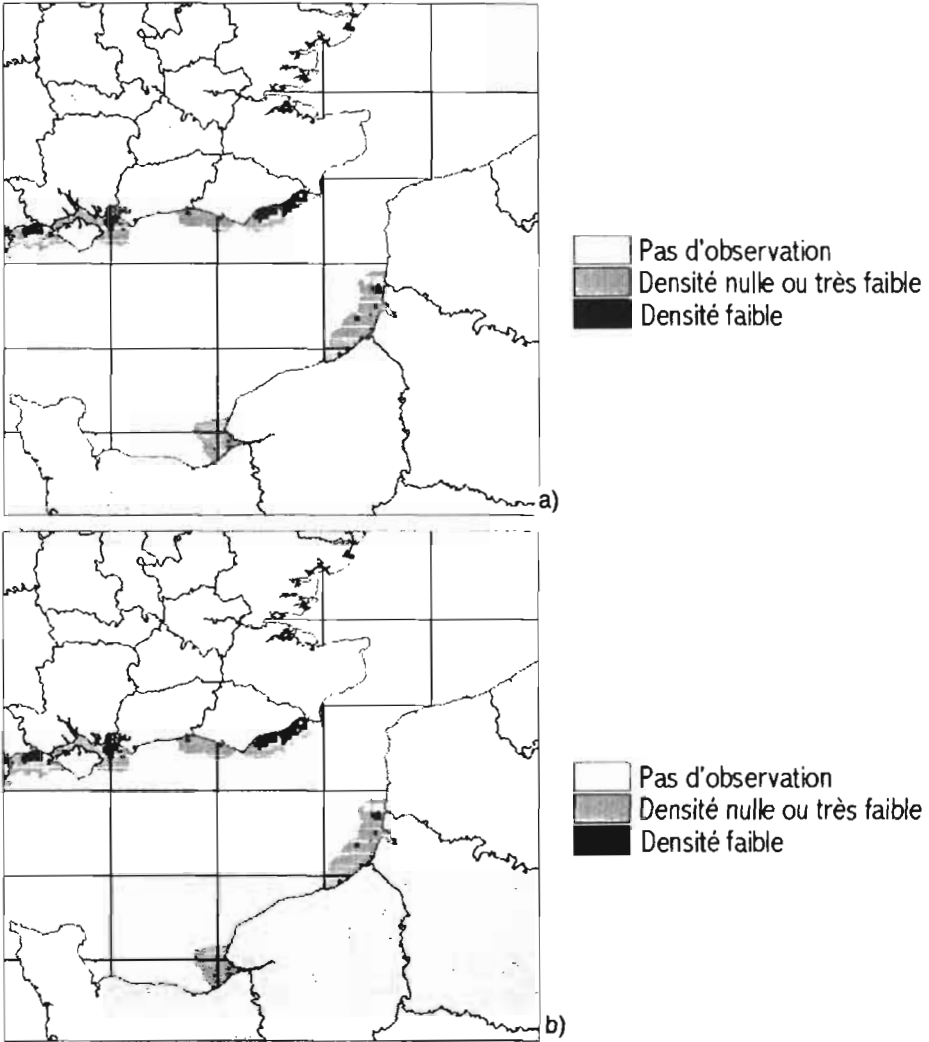 Pas d'observation
Densité nulle ou très faible
Densité faible
a)
Pas d'observation
Densité nulle ou très faible
Densité faible
b)